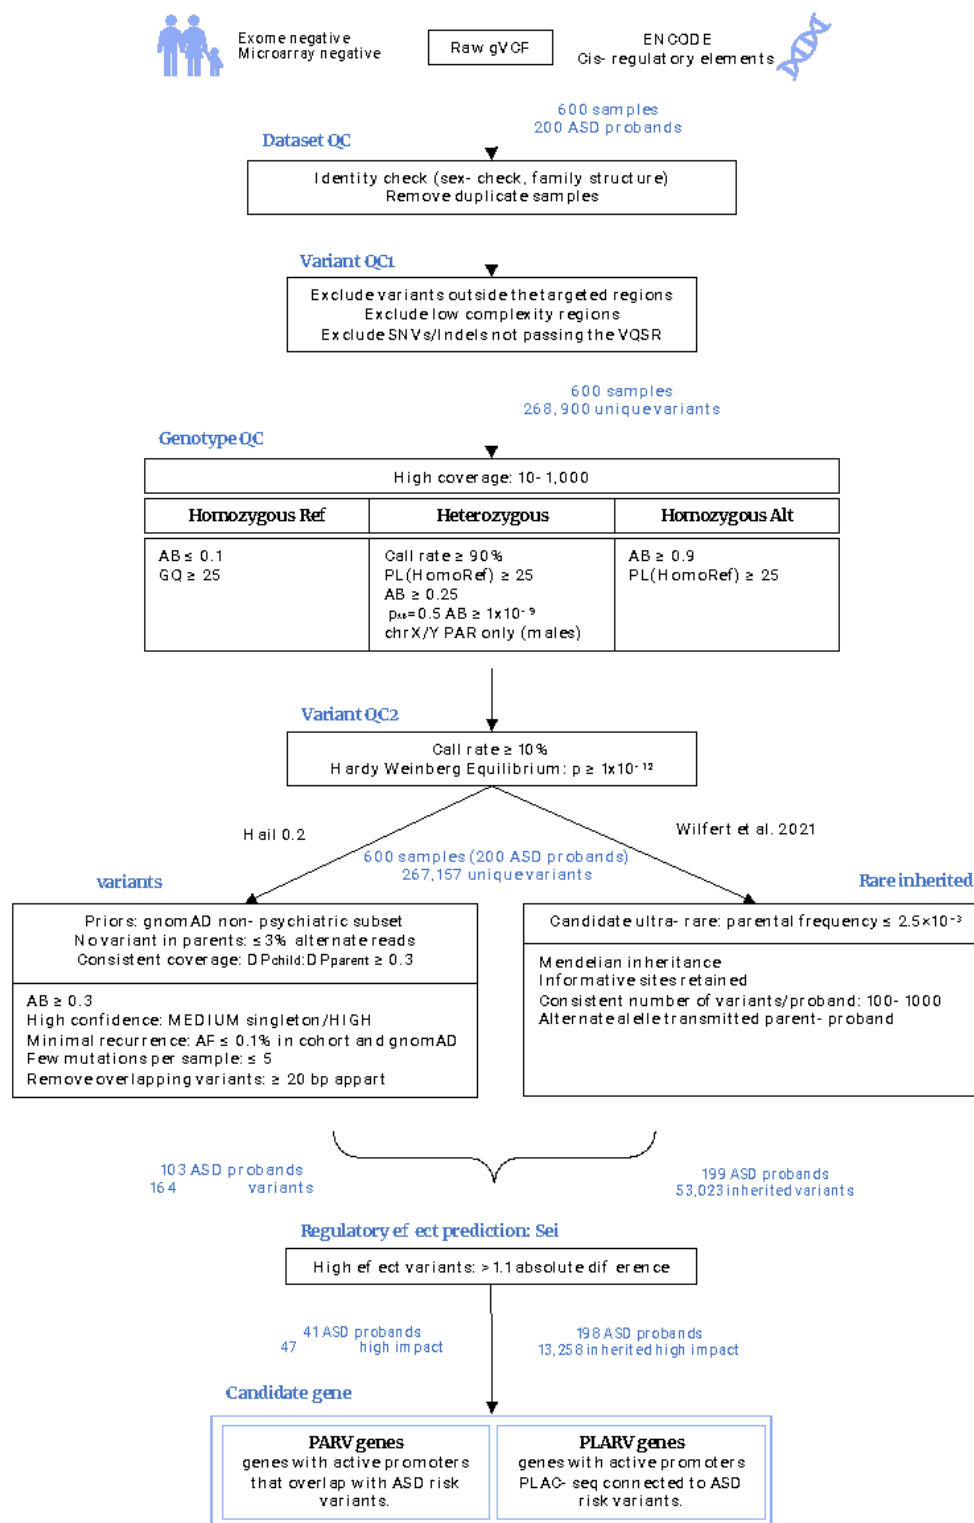 Exome negative
Microarray negative
Raw gVCF
ENCODE
Cis- regulatory elements
600 samples
200 ASD probands
Dataset QC
Identity check (sex- check, family structure)
Remove duplicate samples
Variant QC1
Exclude variants outside the targeted regions
Exclude low complexity regions
Exclude SNVs/Indels not passing the VQSR
600 samples
268,900 unique variants
Genotype QC
High coverage: 10- 1,000
Homozygous Ref
Heterozygous
Homozygous Alt
AB ≤ 0.1
GQ ≥ 25
Call rate ≥ 90%
PL(HomoRef) ≥ 25
AB ≥ 0.25
pAB=0.5 AB ≥ 1x10⁻⁹
chrX/Y PAR only (males)
AB ≥ 0.9
PL(HomoRef) ≥ 25
Variant QC2
Call rate ≥ 10%
Hardy Weinberg Equilibrium: p ≥ 1x10⁻¹²
Hail 0.2
Wilfert et al. 2021
600 samples (200 ASD probands)
267,157 unique variants
variants
Rare inherited
Priors: gnomAD non- psychiatric subset
No variant in parents: ≤ 3% alternate reads
Consistent coverage: DPchild:DPparent ≥ 0.3
AB ≥ 0.3
High confidence: MEDIUM singleton/HIGH
Minimal recurrence: AF ≤ 0.1% in cohort and gnomAD
Few mutations per sample: ≤ 5
Remove overlapping variants: ≥ 20 bp appart
Candidate ultra- rare: parental frequency ≤ 2.5×10⁻³
Mendelian inheritance
Informative sites retained
Consistent number of variants/proband: 100- 1000
Alternate alelle transmitted parent- proband
103 ASD probands
164 variants
199 ASD probands
53,023 inherited variants
Regulatory ef ect prediction: Sei
High ef ect variants: >1.1 absolute dif erence
41 ASD probands
47 high impact
198 ASD probands
13,258 inherited high impact
Candidate gene
PARV genes
genes with active promoters
that overlap with ASD risk
variants.
PLARV genes
genes with active promoters
PLAC- seq connected to ASD
risk variants.